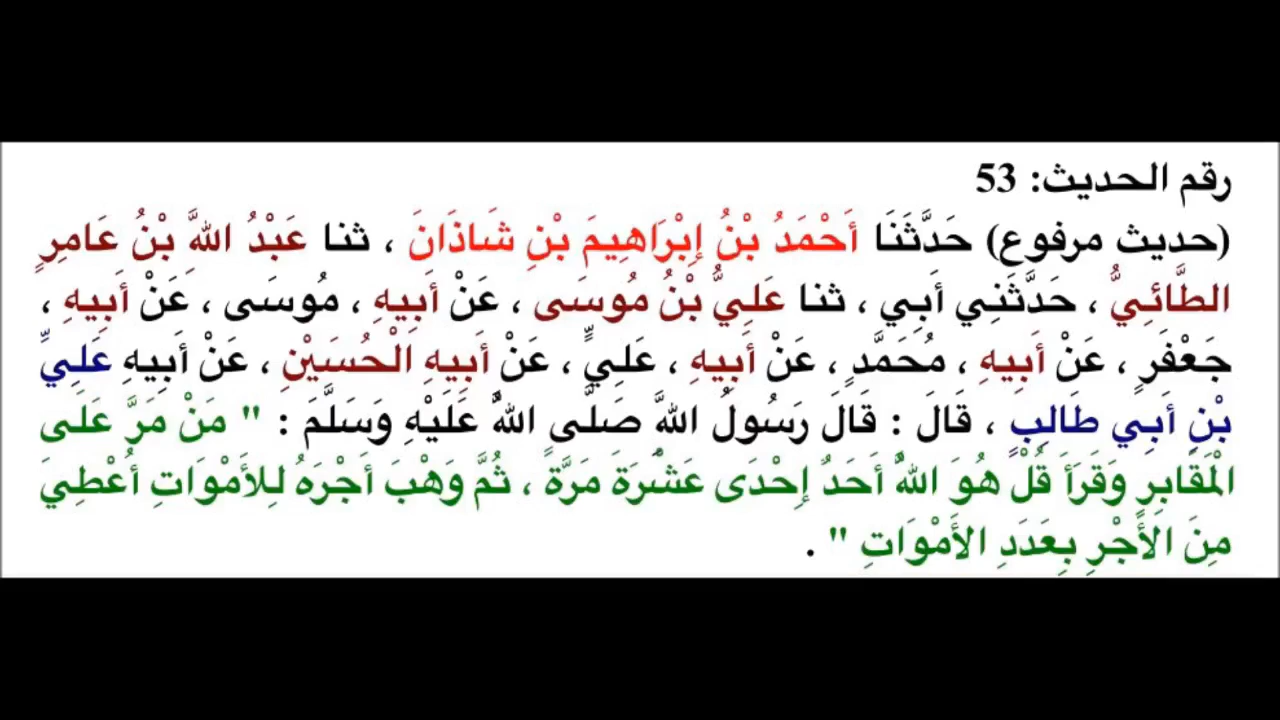 رقم الحديث: 53
(حديث مرفوع) حَدَّثَنَا أَحْمَدُ بْنُ إِبْرَاهِيمَ بْنِ شَاذَانَ ، ثنا عَبْدُ اللَّهِ بْنُ عَامِرٍ
الطَّائِيُّ ، حَدَّثَنِي أَبِي ، ثنا عَلِيُّ بْنُ مُوسَى ، عَنْ أَبِيهِ ، مُوسَى ، عَنْ أَبِيهِ ،
جَعْفَرٍ ، عَنْ أَبِيهِ ، مُحَمَّدٍ ، عَنْ أَبِيهِ ، عَلِيٍّ ، عَنْ أَبِيهِ الْحُسَيْنِ ، عَنْ أَبِيهِ عَلِيِّ
بْنِ أَبِي طَالِبٍ ، قَالَ : قَالَ رَسُولُ اللَّهِ صَلَّى اللَّهُ عَلَيْهِ وَسَلَّمَ : " مَنْ مَرَّ عَلَى
الْمَقَابِرِ وَقَرَأَ قُلْ هُوَ اللَّهُ أَحَدٌ إِحْدَى عَشْرَةَ مَرَّةً ، ثُمَّ وَهْبَ أَجْرَهُ لِلأَمْوَاتِ أُعْطِيَ
مِنَ الأَجْرِ بِعَدَدِ الأَمْوَاتِ " .